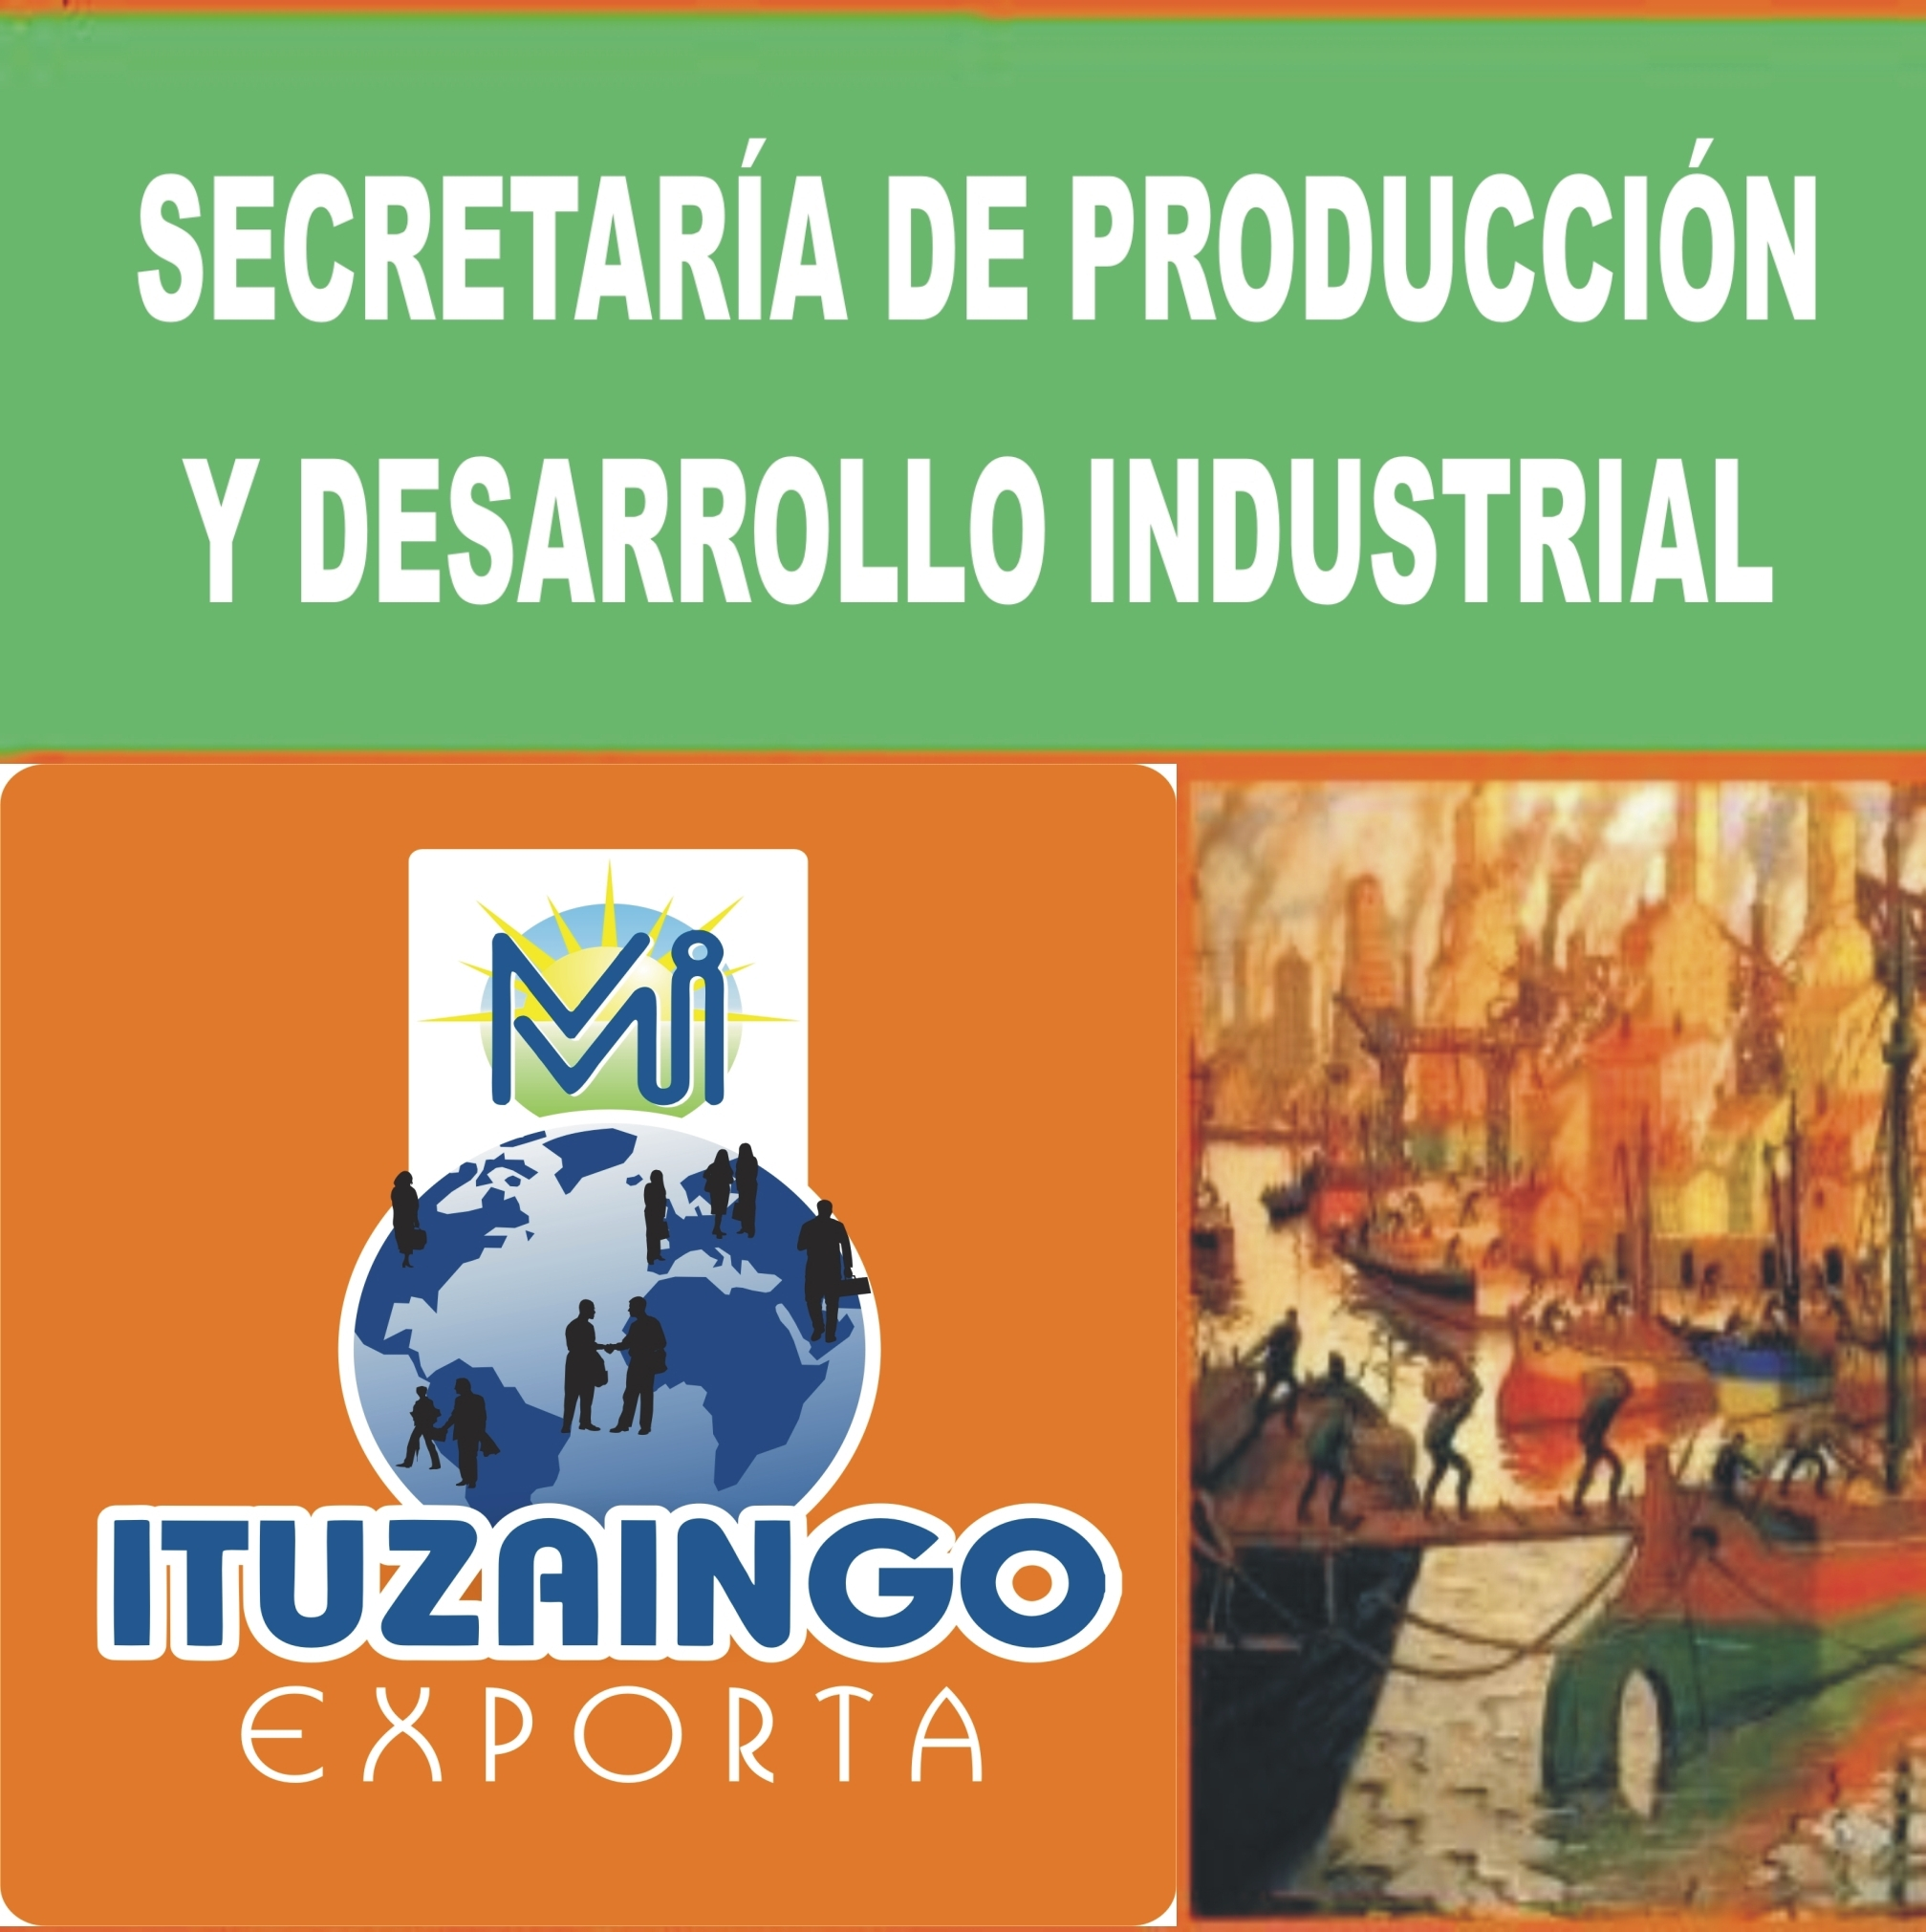 SECRETARÍA DE PRODUCCIÓN
Y DESARROLLO INDUSTRIAL
Mi
ITUZAINGO
EXPORTA